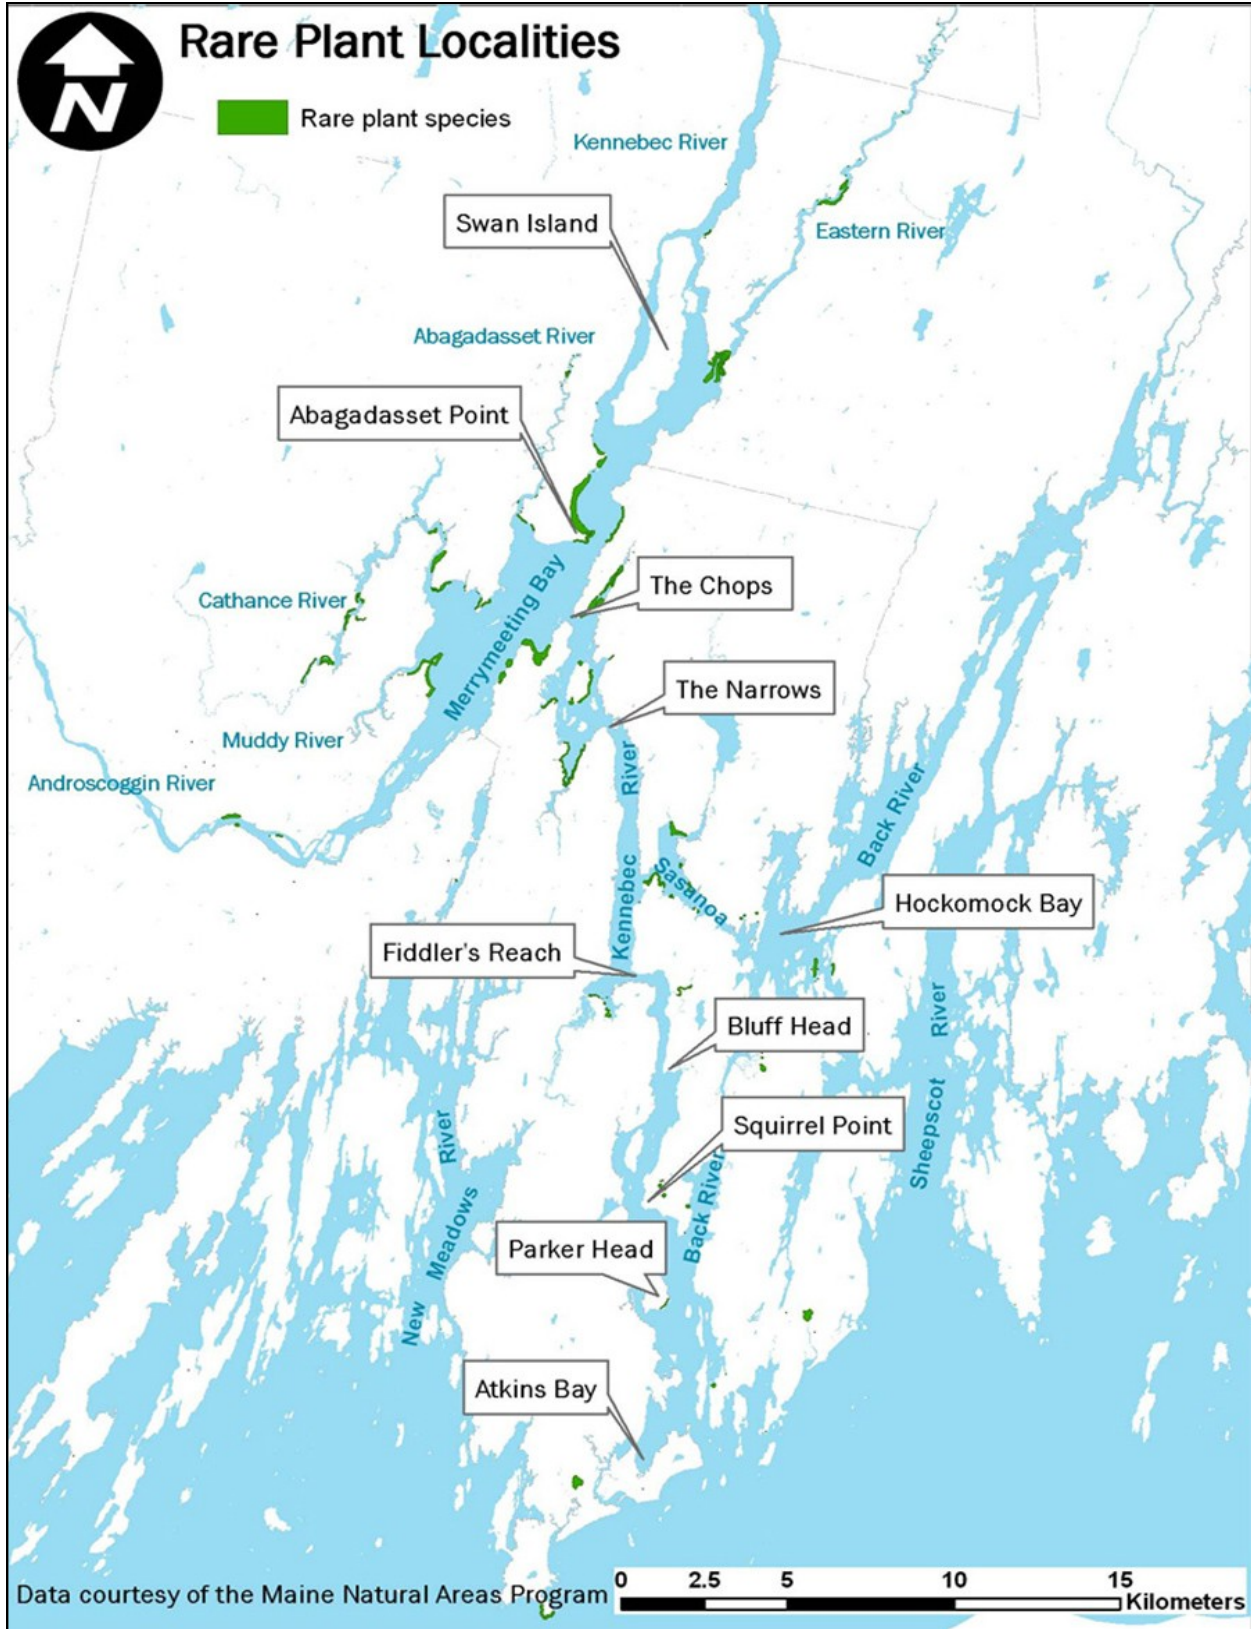 Rare Plant Localities
N
Rare plant species
Kennebec River
Swan Island
Eastern River
Abagadasset River
Abagadasset Point
Merrymeeting Bay
The Chops
Cathance River
The Narrows
Muddy River
Androscoggin River
Kennebec River
Back River
Sasanoa
Hockomock Bay
Fiddler's Reach
Bluff Head
Sheepscot River
Squirrel Point
New Meadows River
Back River
Parker Head
Atkins Bay
Data courtesy of the Maine Natural Areas Program
0 2.5 5 10 15
Kilometers